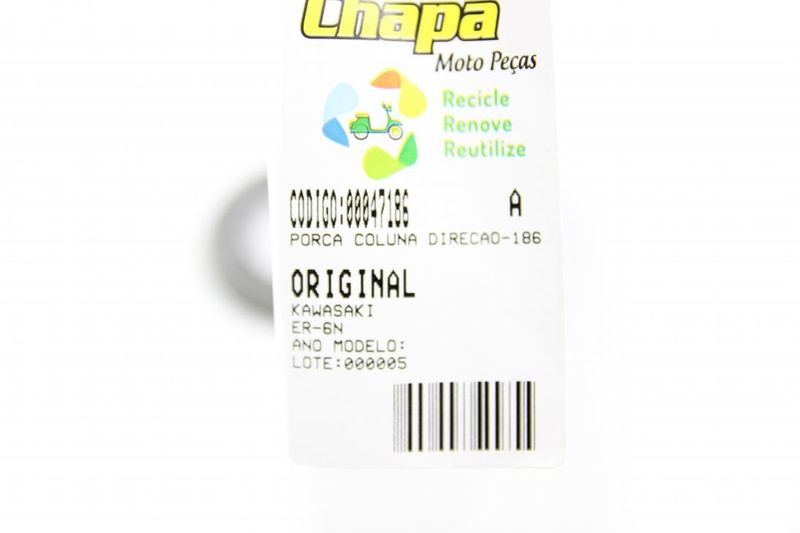 Chapa
Moto Peças
Recicle
Renove
Reutilize
CODIGO:00047186 A
PORCA COLUNA DIRECAO-186
ORIGINAL
KAWASAKI
ER-6N
ANO MODELO:
LOTE:000005